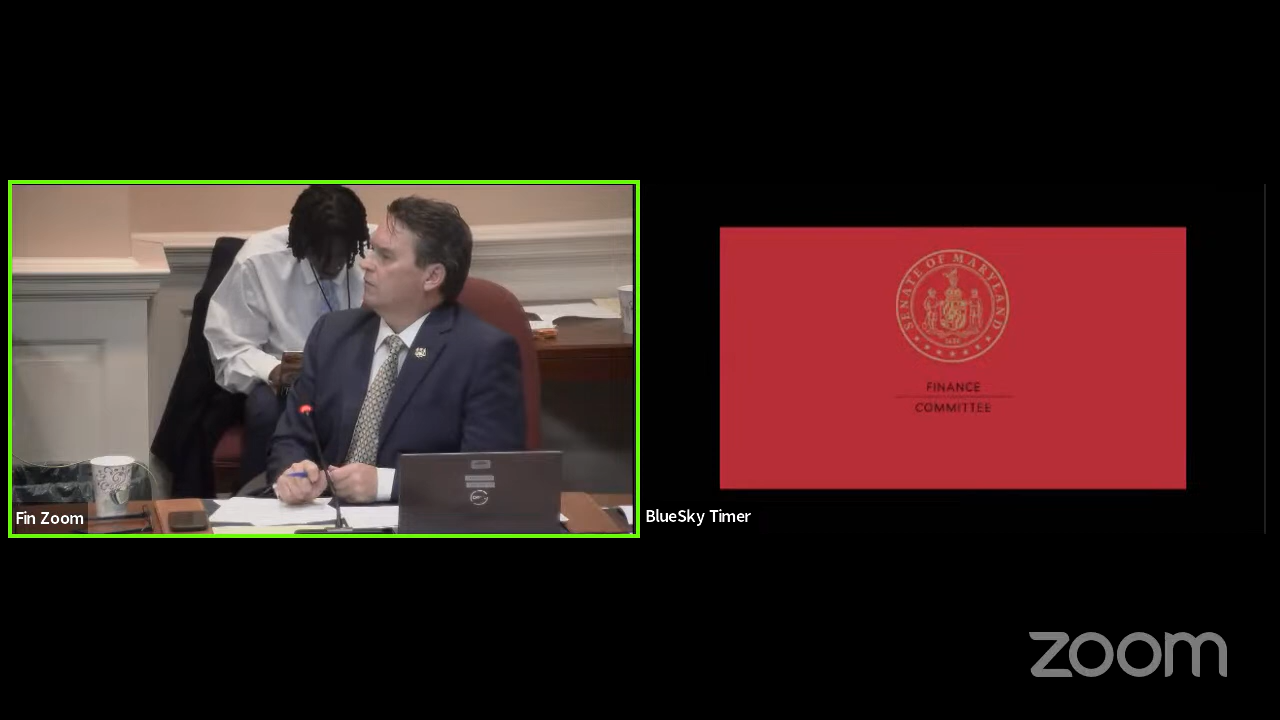 SENATE OF MARYLAND
FINANCE
COMMITTEE
Fin Zoom
BlueSky Timer
zoom